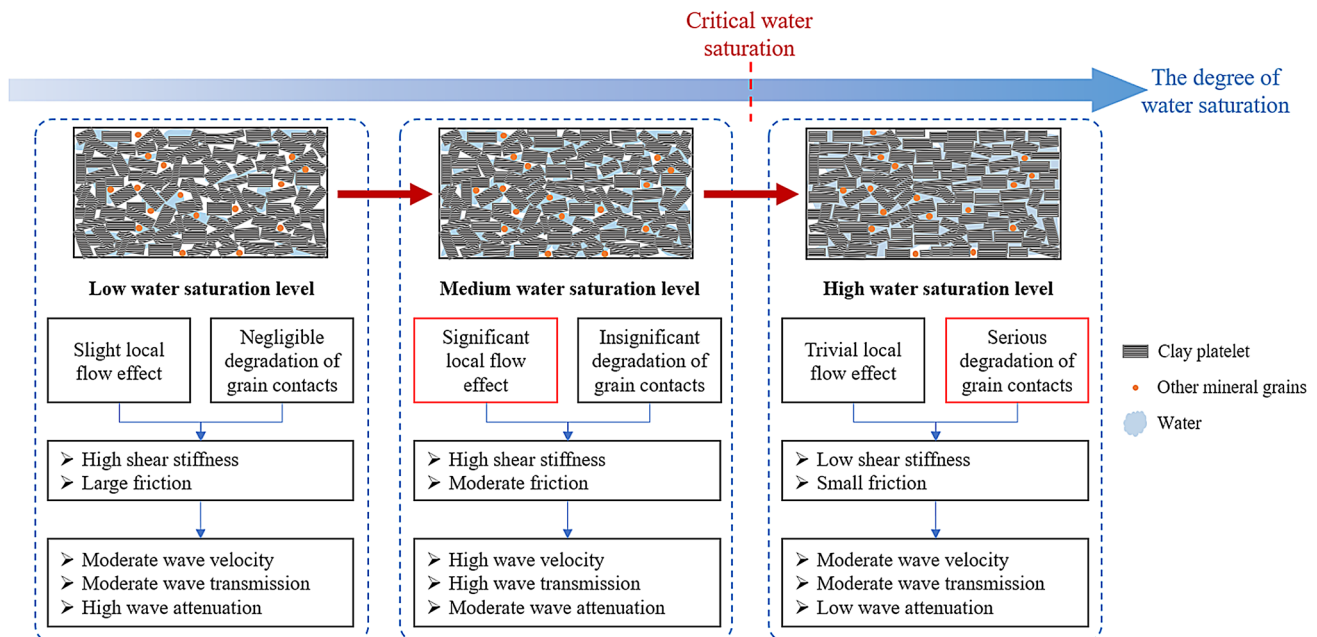 Critical water
saturation
The degree of
water saturation
Low water saturation level
Medium water saturation level
High water saturation level
Slight local
flow effect
Negligible
degradation of
grain contacts
Significant
local flow
effect
Insignificant
degradation of
grain contacts
Trivial local
flow effect
Serious
degradation of
grain contacts
Clay platelet
Other mineral grains
Water
➢ High shear stiffness
➢ Large friction
➢ High shear stiffness
➢ Moderate friction
➢ Low shear stiffness
➢ Small friction
➢ Moderate wave velocity
➢ Moderate wave transmission
➢ High wave attenuation
➢ High wave velocity
➢ High wave transmission
➢ Moderate wave attenuation
➢ Moderate wave velocity
➢ Moderate wave transmission
➢ Low wave attenuation